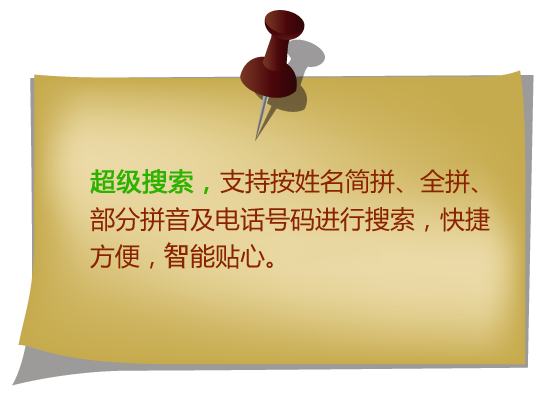 超级搜索，支持按姓名简拼、全拼、
部分拼音及电话号码进行搜索，快捷
方便，智能贴心。